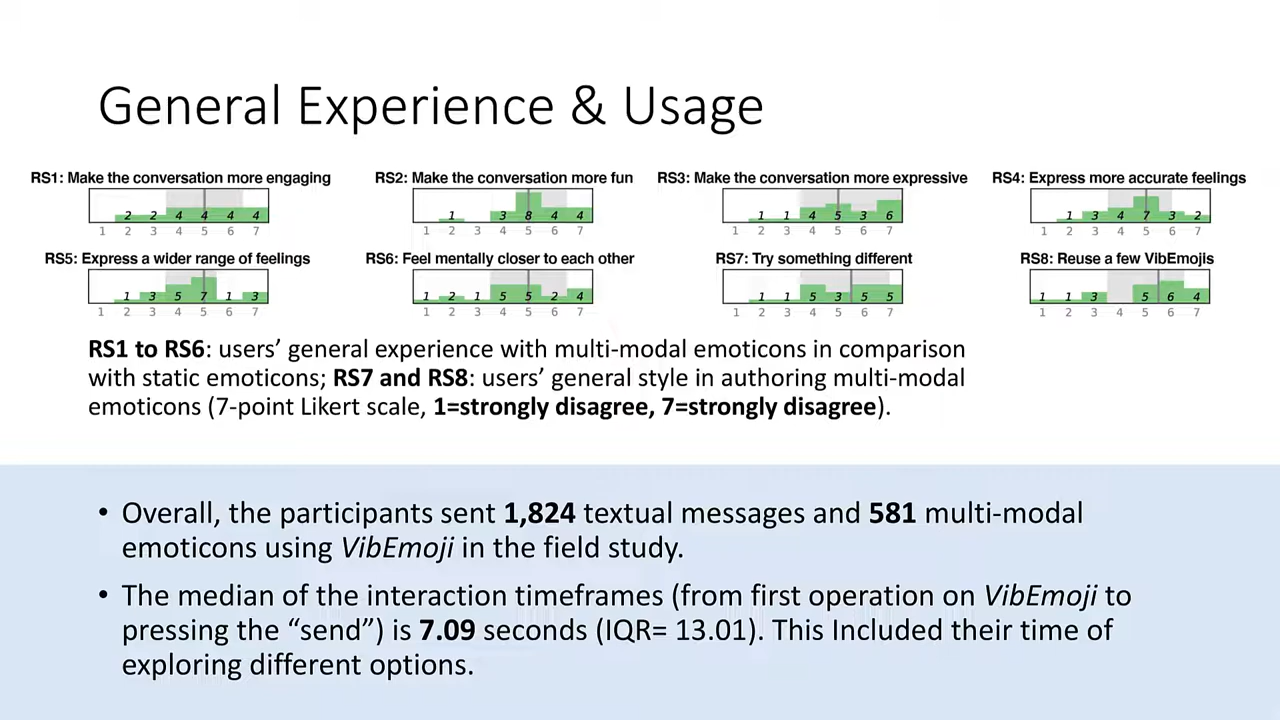 General Experience & Usage
RS1: Make the conversation more engaging
2 2 4 4 4 4
1 2 3 4 5 6 7
RS2: Make the conversation more fun
1 3 8 4 4
1 2 3 4 5 6 7
RS3: Make the conversation more expressive
1 1 4 5 3 6
1 2 3 4 5 6 7
RS4: Express more accurate feelings
1 3 4 7 3 2
1 2 3 4 5 6 7
RS5: Express a wider range of feelings
1 3 5 7 1 3
1 2 3 4 5 6 7
RS6: Feel mentally closer to each other
1 2 1 5 5 2 4
1 2 3 4 5 6 7
RS7: Try something different
1 1 5 3 5 5
1 2 3 4 5 6 7
RS8: Reuse a few VibEmojis
1 1 3 5 6 4
1 2 3 4 5 6 7
RS1 to RS6: users’ general experience with multi-modal emoticons in comparison
with static emoticons; RS7 and RS8: users’ general style in authoring multi-modal
emoticons (7-point Likert scale, 1=strongly disagree, 7=strongly disagree).
• Overall, the participants sent 1,824 textual messages and 581 multi-modal
emoticons using VibEmoji in the field study.
• The median of the interaction timeframes (from first operation on VibEmoji to
pressing the “send”) is 7.09 seconds (IQR= 13.01). This Included their time of
exploring different options.